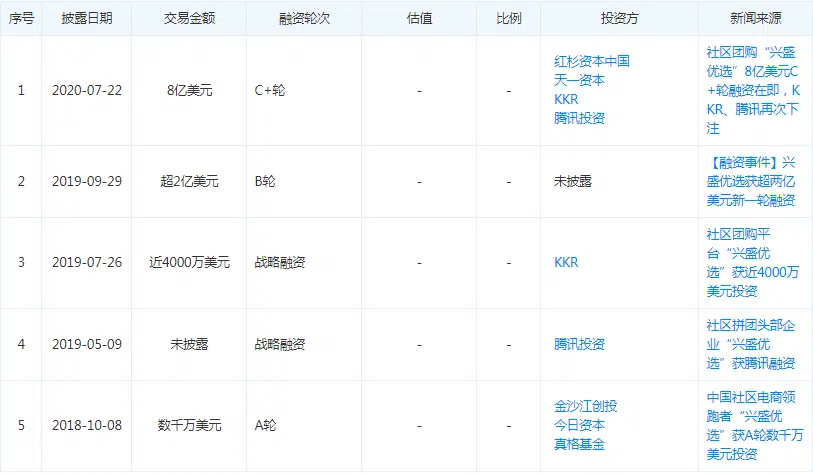 序号 披露日期 交易金额 融资轮次 估值 比例 投资方 新闻来源
1 2020-07-22 8亿美元 C+轮 - -
红杉资本中国
天一资本
KKR
腾讯投资
社区团购“兴盛
优选”8亿美元C
+轮融资在即，K
KR、腾讯再次下
注
2 2019-09-29 超2亿美元 B轮 - - 未披露
【融资事件】兴
盛优选获超两亿
美元新一轮融资
3 2019-07-26 近4000万美元 战略融资 - - KKR
社区团购平
台“兴盛优
选”获近4000万
美元投资
4 2019-05-09 未披露 战略融资 - - 腾讯投资
社区拼团头部企
业“兴盛优
选”获腾讯融资
5 2018-10-08 数千万美元 A轮 - -
金沙江创投
今日资本
真格基金
中国社区电商领
跑者“兴盛优
选”获A轮数千万
美元投资